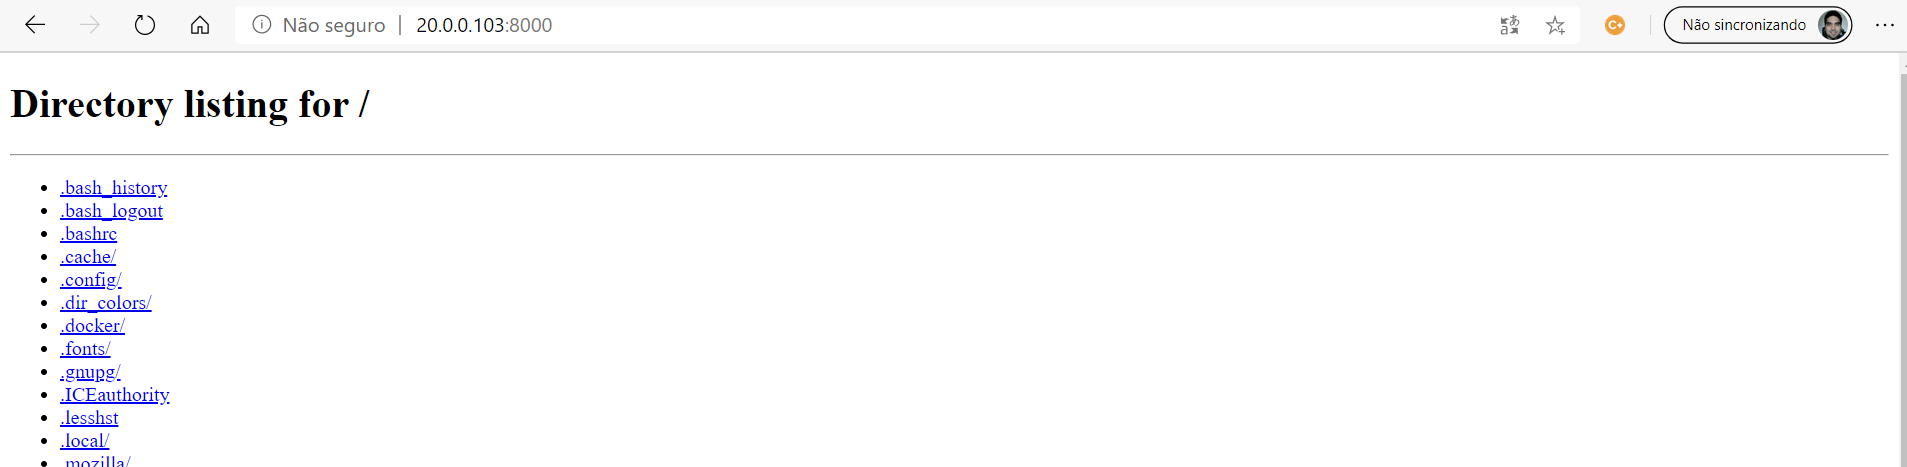 Não seguro | 20.0.0.103:8000 Não sincronizando
Directory listing for /
.bash_history
.bash_logout
.bashrc
.cache/
.config/
.dir_colors/
.docker/
.fonts/
.gnupg/
.ICEauthority
.lesshst
.local/
.mozilla/